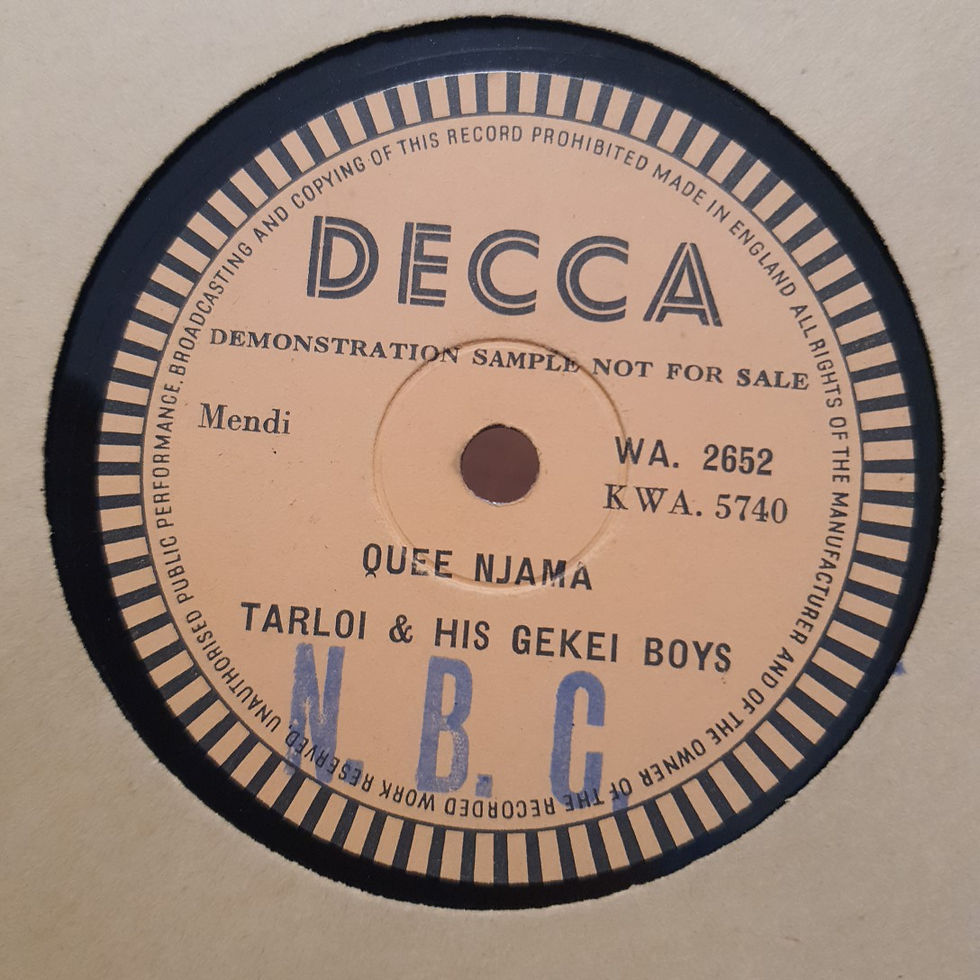 DECCA
DEMONSTRATION SAMPLE NOT FOR SALE
Mendi
WA. 2652
KWA. 5740
QUEE NJAMA
TARLOI & HIS GEKEI BOYS
N. B. C.
MADE IN ENGLAND ALL RIGHTS OF THE MANUFACTURER AND OF THE OWNER OF THE RECORDED WORK RESERVED. UNAUTHORISED PUBLIC PERFORMANCE. BROADCASTING AND COPYING OF THIS RECORD PROHIBITED